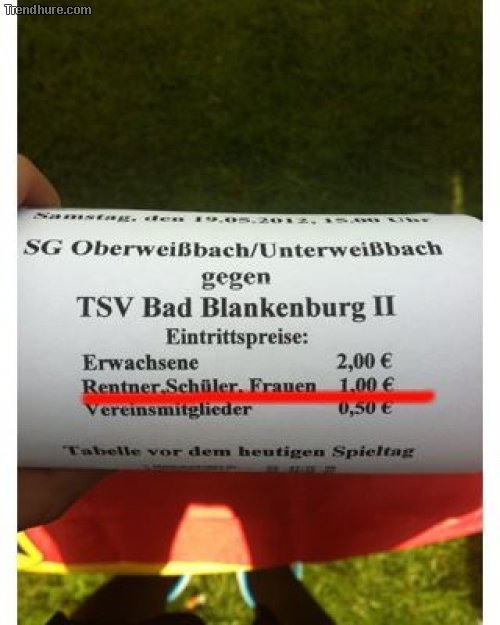 Trendhure.com
Samstag, den 19.05.2012, 15.00 Uhr
SG Oberweißbach/Unterweißbach
gegen
TSV Bad Blankenburg II
Eintrittspreise:
Erwachsene 2,00 €
Rentner,Schüler, Frauen 1,00 €
Vereinsmitglieder 0,50 €
Tabelle vor dem heutigen Spieltag